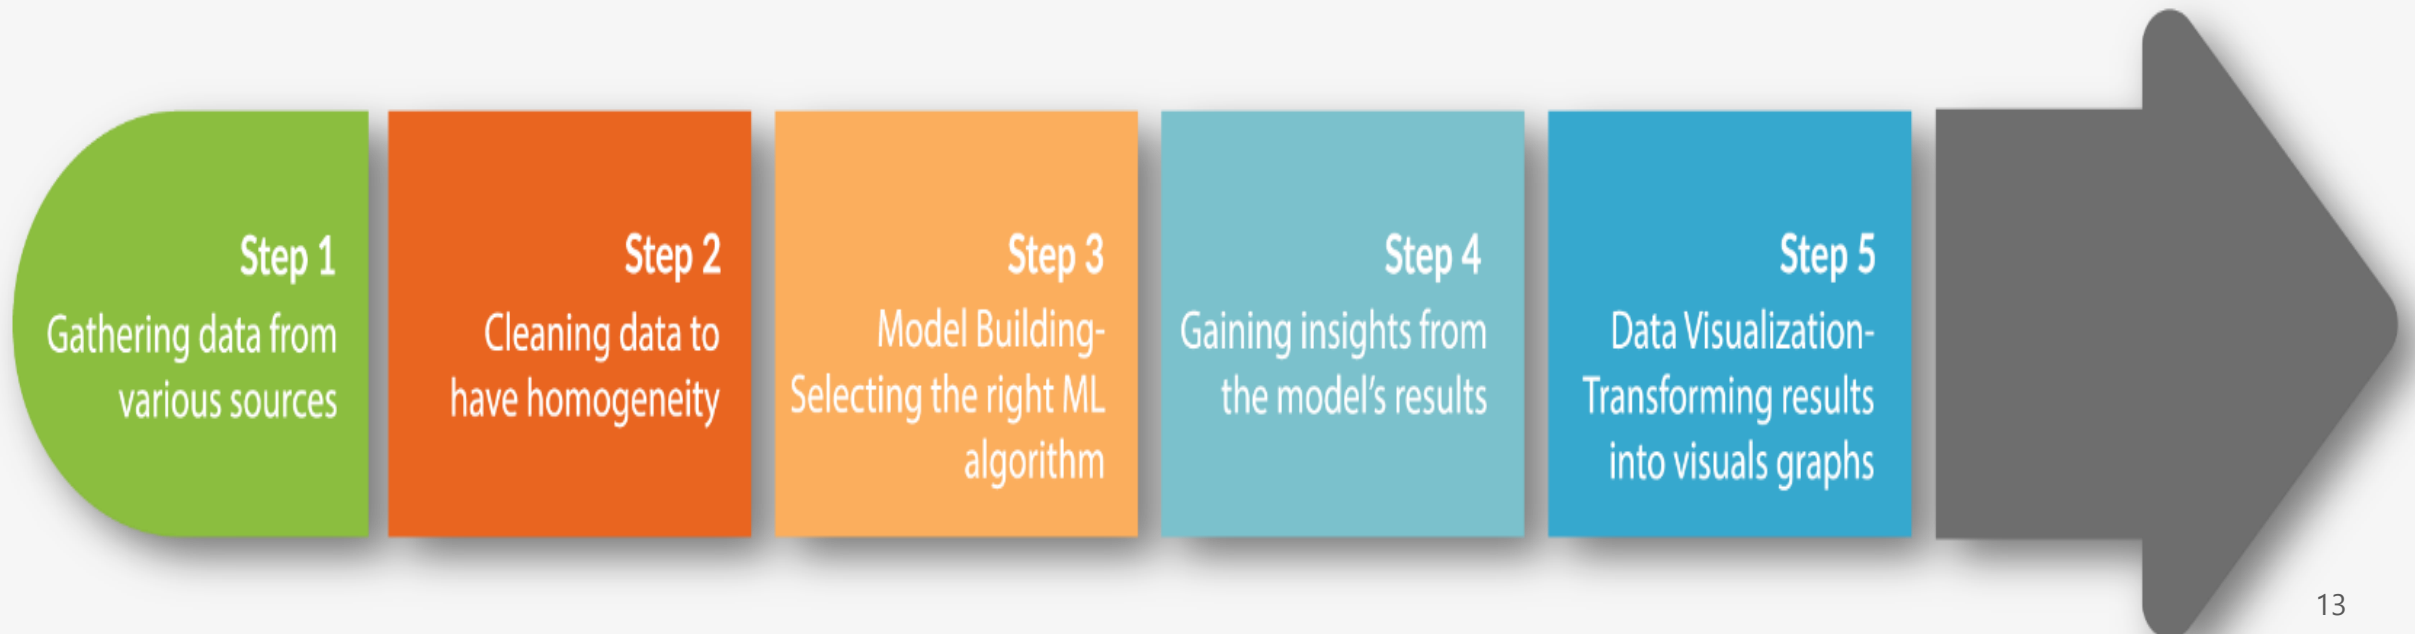 Step 1
Gathering data from
various sources
Step 2
Cleaning data to
have homogeneity
Step 3
Model Building-
Selecting the right ML
algorithm
Step 4
Gaining insights from
the model’s results
Step 5
Data Visualization-
Transforming results
into visuals graphs
13